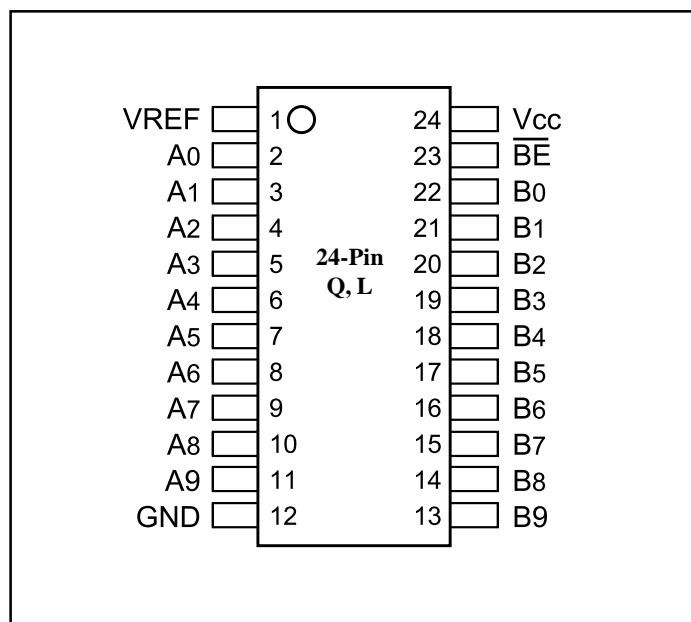 VREF 1 24 Vcc
A0 2 23 B̅E̅
A1 3 22 B0
A2 4 21 B1
A3 5 24-Pin 20 B2
Q, L
A4 6 19 B3
A5 7 18 B4
A6 8 17 B5
A7 9 16 B6
A8 10 15 B7
A9 11 14 B8
GND 12 13 B9